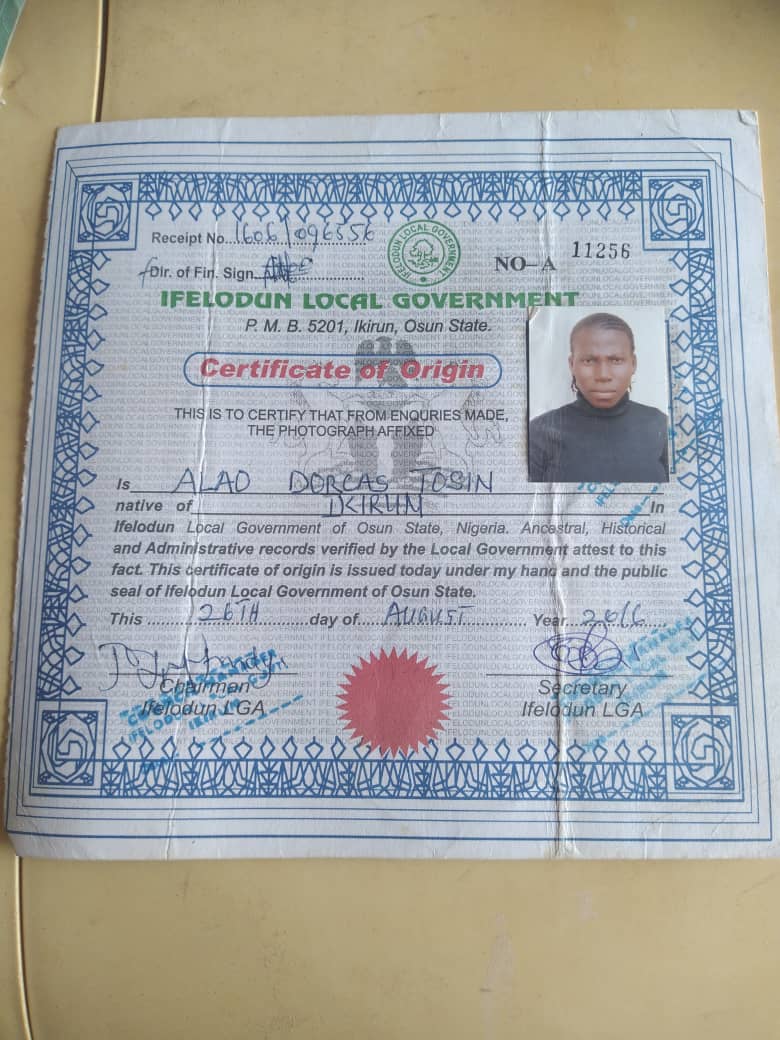 Receipt No...1606/096556
IFELODUN LOCAL GOVERNMENT
NO-A 11256
Dir. of Fin. Sign.
IFELODUN LOCAL GOVERNMENT
P. M. B. 5201, Ikirun, Osun State.
Certificate of Origin
THIS IS TO CERTIFY THAT FROM ENQURIES MADE,
THE PHOTOGRAPH AFFIXED
Is ALAO DORCAS TOSIN
native of IKIRUN In
Ifelodun Local Government of Osun State, Nigeria. Ancestral, Historical
and Administrative records verified by the Local Government attest to this
fact. This certificate of origin is issued today under my hand and the public
seal of Ifelodun Local Government of Osun State.
This 26TH day of AUGUST Year 2016
Chairman
Ifelodun LGA
Secretary
Ifelodun LGA